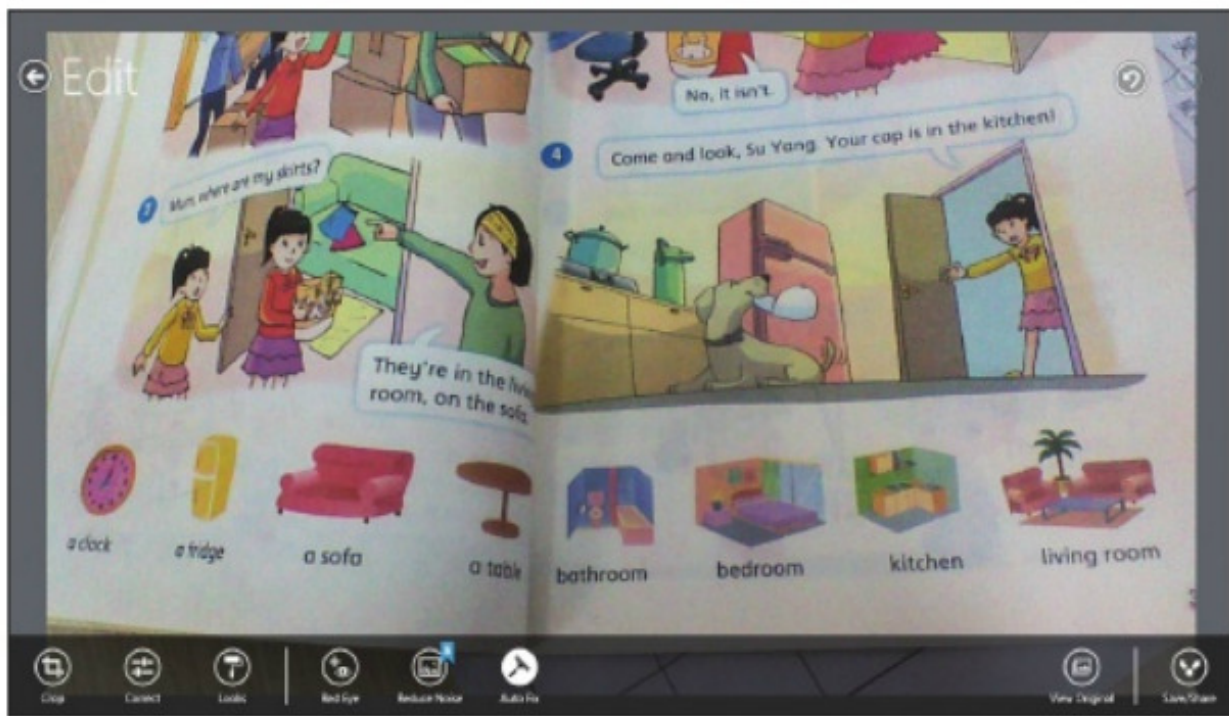 Edit
No, it isn't.
4
Come and look, Su Yang. Your cap is in the kitchen!
3
Mum, where are my skirts?
They're in the livin
room, on the sofa.
a clock
a fridge
a sofa
a table
bathroom
bedroom
kitchen
living room
Crop
Correct
Looks
Red Eye
Reduce Noise
Auto Fix
View Original
Save/Share